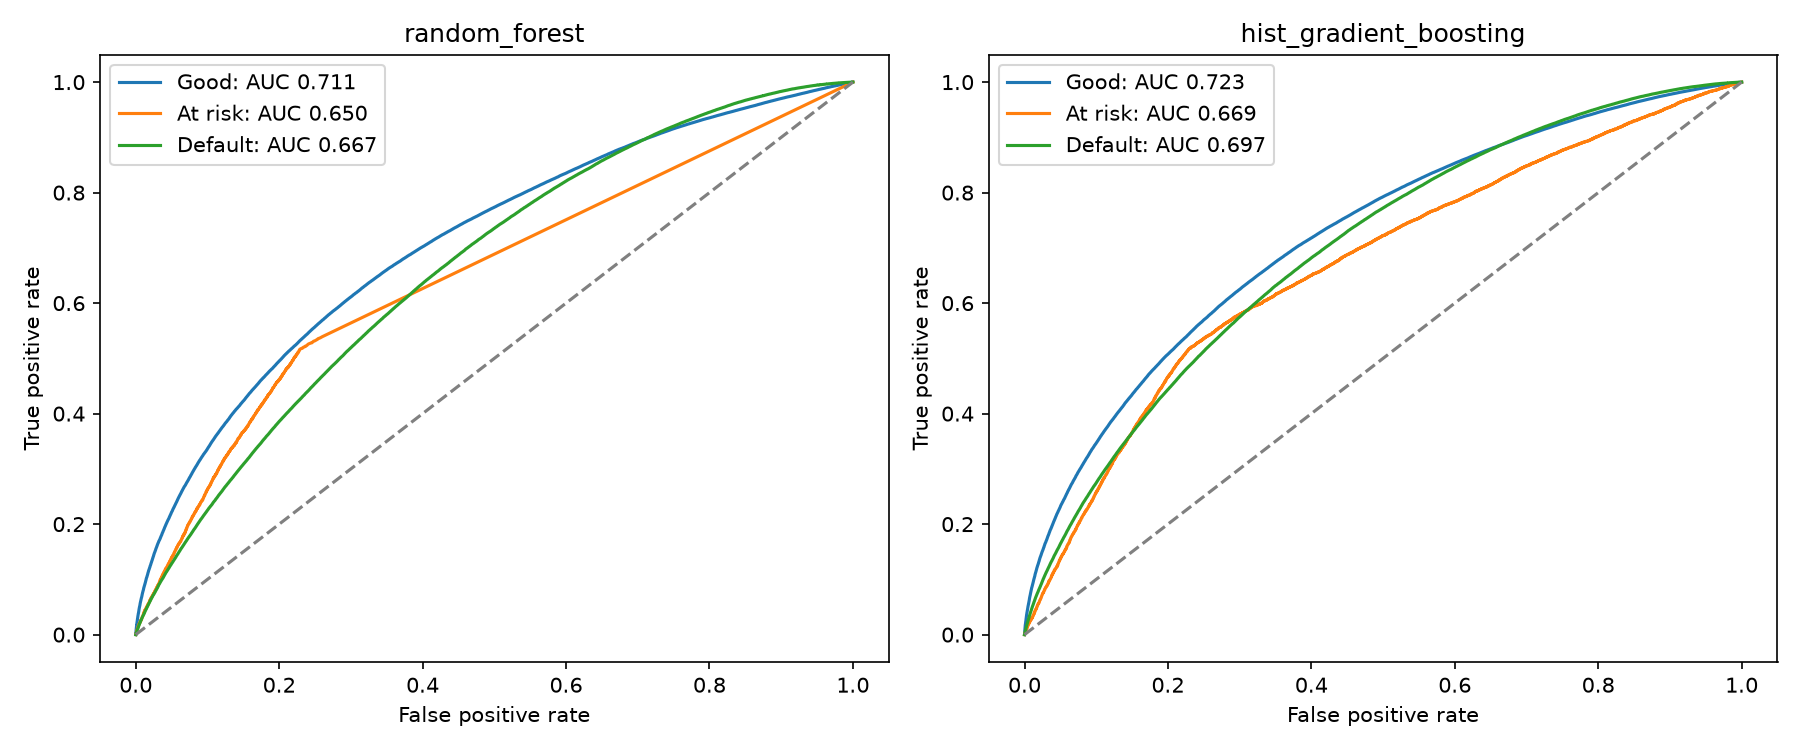 random_forest
Good: AUC 0.711
At risk: AUC 0.650
Default: AUC 0.667
True positive rate
1.0
0.8
0.6
0.4
0.2
0.0
0.0 0.2 0.4 0.6 0.8 1.0
False positive rate
hist_gradient_boosting
Good: AUC 0.723
At risk: AUC 0.669
Default: AUC 0.697
True positive rate
1.0
0.8
0.6
0.4
0.2
0.0
0.0 0.2 0.4 0.6 0.8 1.0
False positive rate